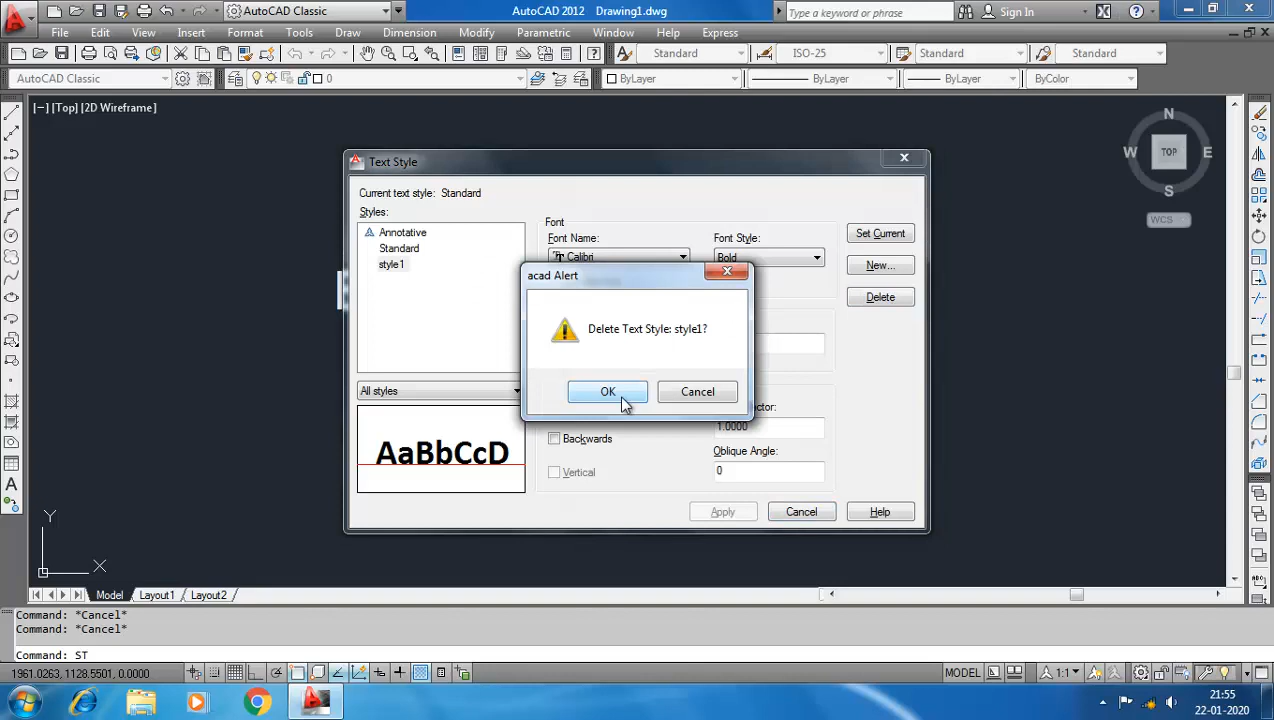 AutoCAD Classic
AutoCAD 2012 Drawing1.dwg
Type a keyword or phrase
Sign In
File Edit View Insert Format Tools Draw Dimension Modify Parametric Window Help Express
Standard
ISO-25
Standard
Standard
AutoCAD Classic
0
ByLayer
ByLayer
ByLayer
ByColor
[−] [Top] [2D Wireframe]
N
W TOP E
S
WCS
Text Style
Current text style: Standard
Styles:
Annotative
Standard
style1
Font
Font Name:
Calibri
Font Style:
Bold
Set Current
New...
Delete
acad Alert
Delete Text Style: style1?
OK Cancel
All styles
AaBbCcD
1.0000
Backwards
Oblique Angle:
0
Vertical
Apply Cancel Help
Y
X
Model Layout1 Layout2
Command: *Cancel*
Command: *Cancel*
Command: ST
1961.0263, 1128.5501, 0.0000
MODEL
1:1
21:55
22-01-2020